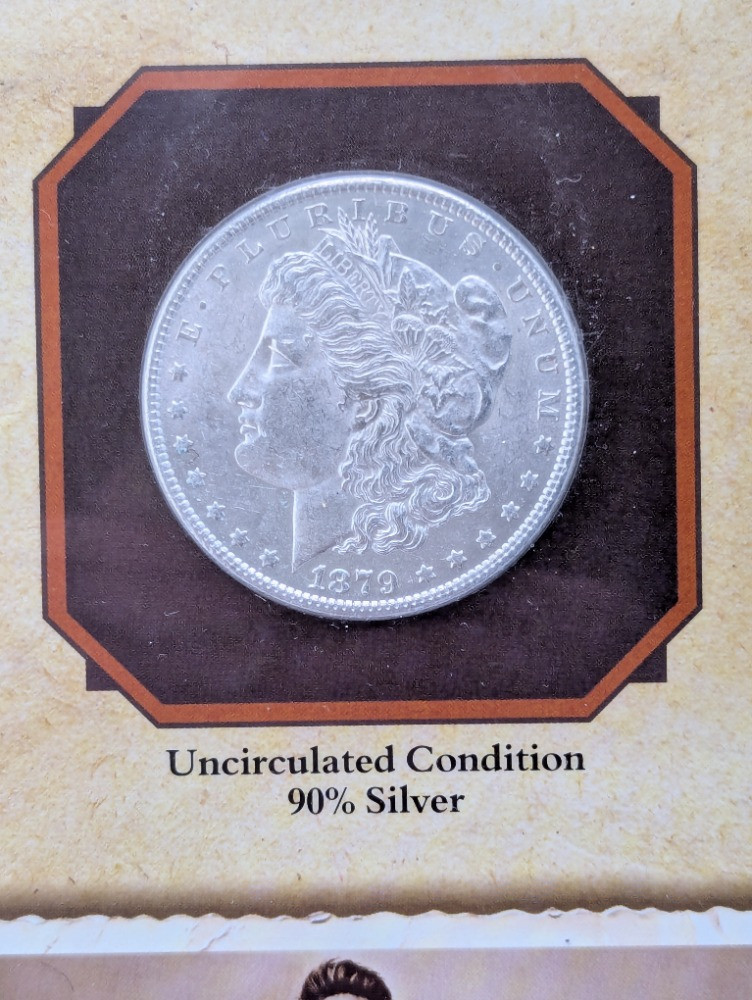 E · PLURIBUS · UNUM
LIBERTY
1879
Uncirculated Condition
90% Silver